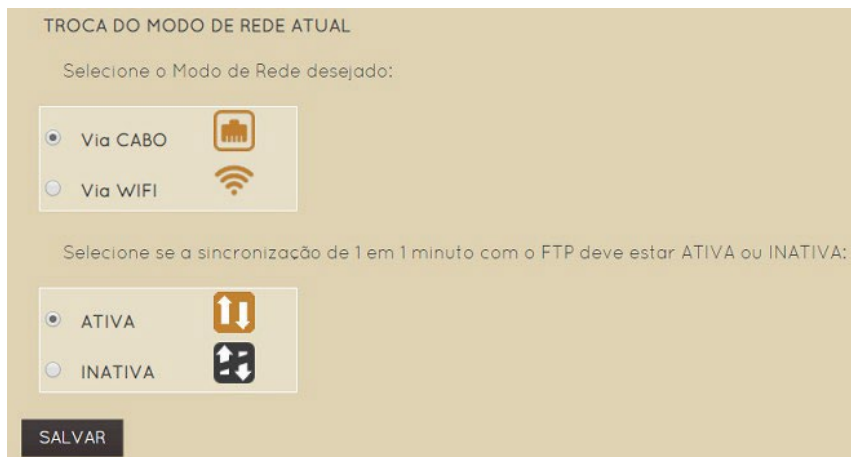 TROCA DO MODO DE REDE ATUAL
Selecione o Modo de Rede desejado:
Via CABO
Via WIFI
Selecione se a sincronização de 1 em 1 minuto com o FTP deve estar ATIVA ou INATIVA:
ATIVA
INATIVA
SALVAR